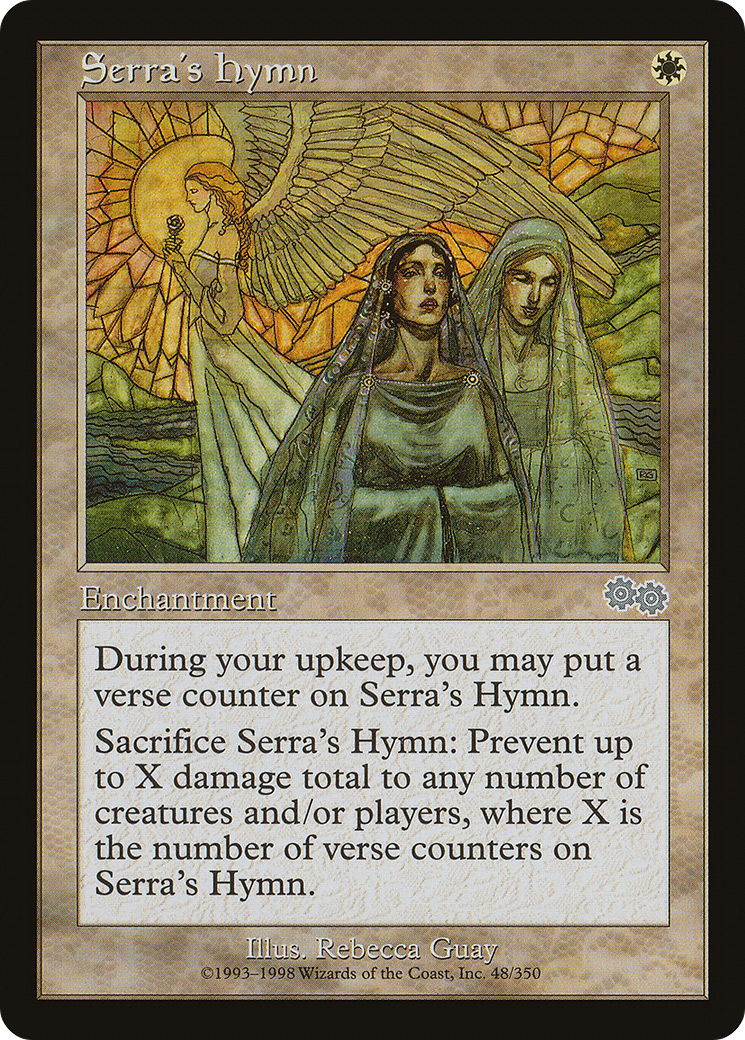 Serra's Hymn
RG
Enchantment
During your upkeep, you may put a
verse counter on Serra's Hymn.
Sacrifice Serra's Hymn: Prevent up
to X damage total to any number of
creatures and/or players, where X is
the number of verse counters on
Serra's Hymn.
Illus. Rebecca Guay
©1993–1998 Wizards of the Coast, Inc. 48/350